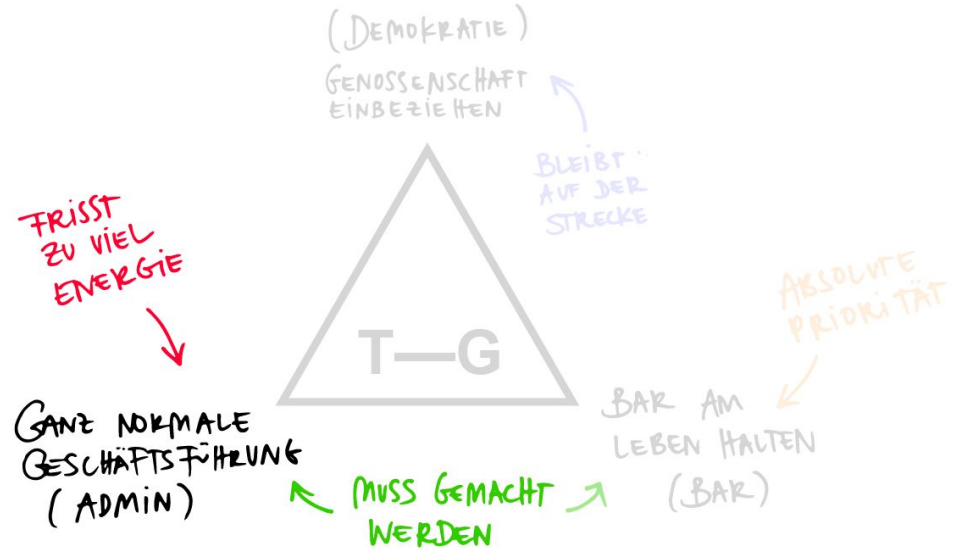 (DEMOKRATIE)
GENOSSENSCHAFT
EINBEZIEHEN
BLEIBT
AUF DER
STRECKE
FRISST
ZU VIEL
ENERGIE
ABSOLUTE
PRIORITÄT
T—G
GANZ NORMALE
GESCHÄFTSFÜHRUNG
(ADMIN)
BAR AM
LEBEN HALTEN
(BAR)
MUSS GEMACHT
WERDEN